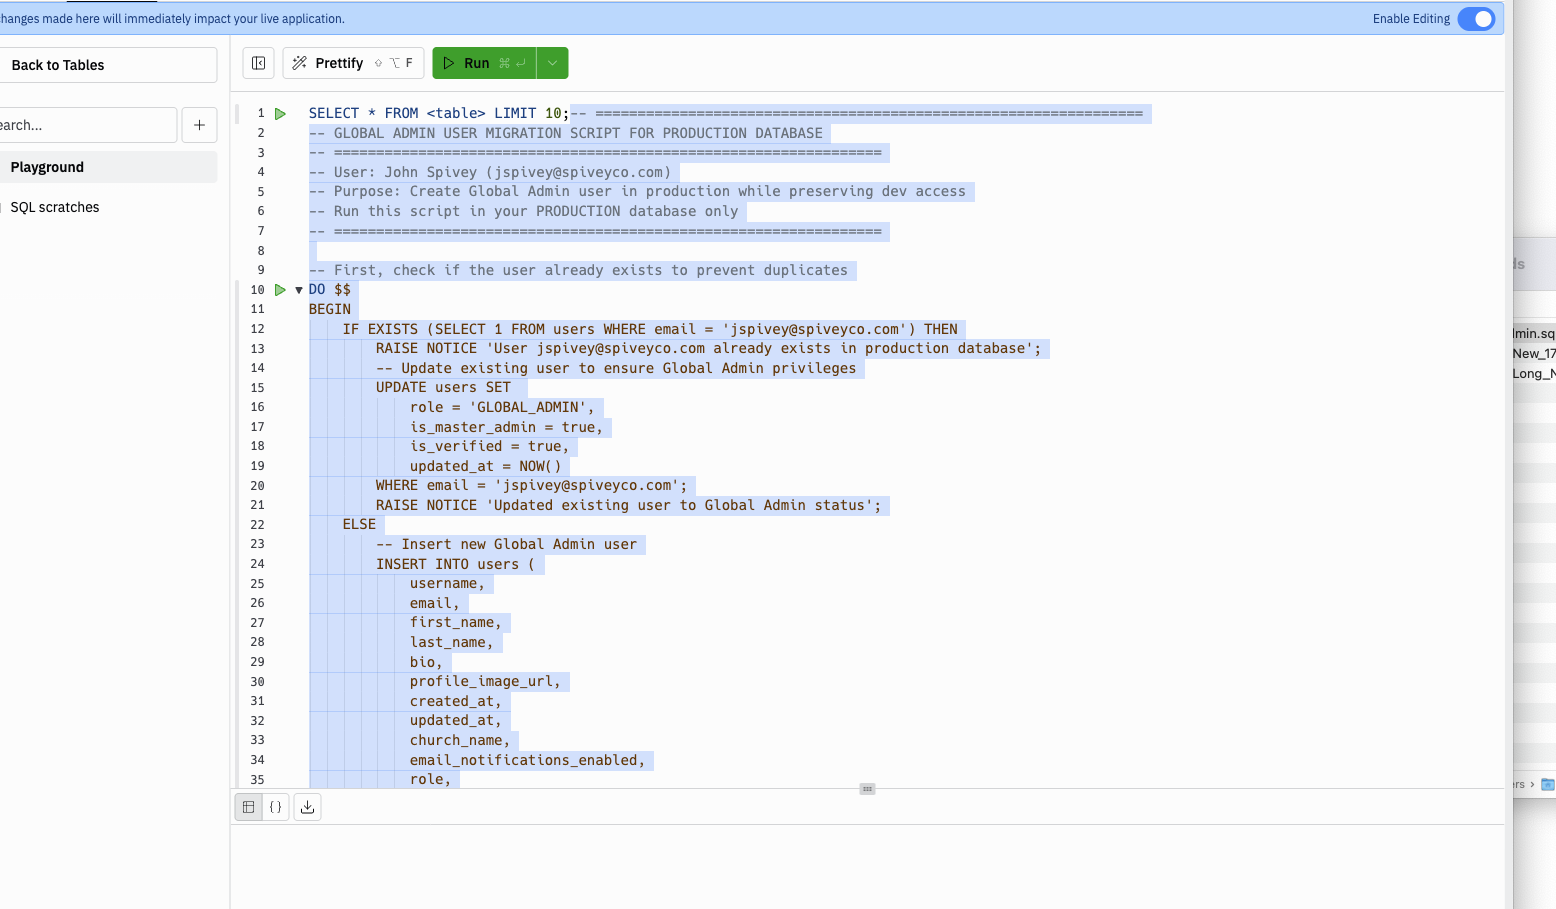 changes made here will immediately impact your live application.
Enable Editing
Back to Tables
Prettify ⇧ ⌥ F
Run ⌘ ↵
earch...
+
Playground
SQL scratches
1 SELECT * FROM <table> LIMIT 10;-- =================================================================
2 -- GLOBAL ADMIN USER MIGRATION SCRIPT FOR PRODUCTION DATABASE
3 -- =================================================================
4 -- User: John Spivey (jspivey@spiveyco.com)
5 -- Purpose: Create Global Admin user in production while preserving dev access
6 -- Run this script in your PRODUCTION database only
7 -- =================================================================
8
9 -- First, check if the user already exists to prevent duplicates
10 DO $$
11 BEGIN
12 IF EXISTS (SELECT 1 FROM users WHERE email = 'jspivey@spiveyco.com') THEN
13 RAISE NOTICE 'User jspivey@spiveyco.com already exists in production database';
14 -- Update existing user to ensure Global Admin privileges
15 UPDATE users SET
16 role = 'GLOBAL_ADMIN',
17 is_master_admin = true,
18 is_verified = true,
19 updated_at = NOW()
20 WHERE email = 'jspivey@spiveyco.com';
21 RAISE NOTICE 'Updated existing user to Global Admin status';
22 ELSE
23 -- Insert new Global Admin user
24 INSERT INTO users (
25 username,
26 email,
27 first_name,
28 last_name,
29 bio,
30 profile_image_url,
31 created_at,
32 updated_at,
33 church_name,
34 email_notifications_enabled,
35 role,
{ }
ds
dmin.sq
New_17
Long_N
ers ›